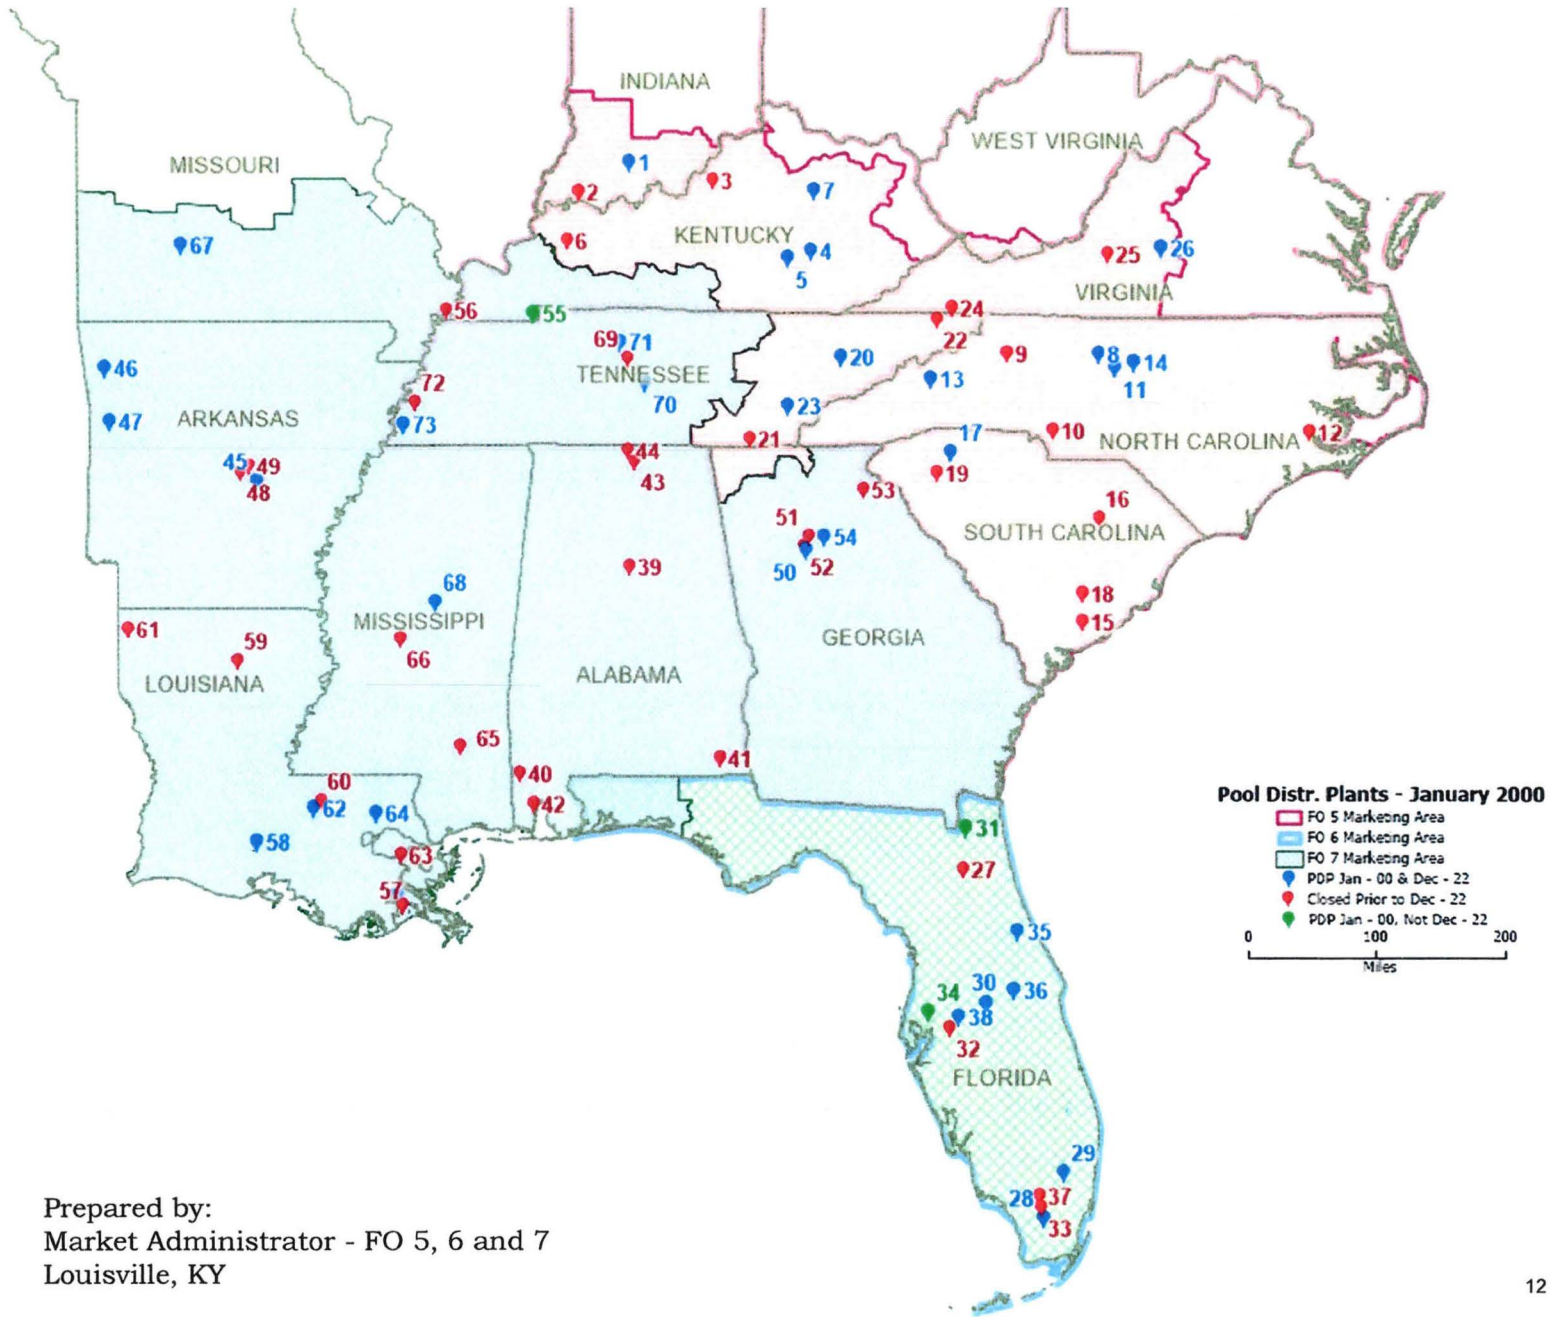 INDIANA
WEST VIRGINIA
MISSOURI
1
2
3
7
KENTUCKY
6
4
5
67
25
26
VIRGINIA
56
55
24
22
69
71
20
9
8
14
11
46
TENNESSEE
13
72
70
23
47
ARKANSAS
73
17
10
NORTH CAROLINA
12
21
45
49
48
44
43
19
53
16
51
54
SOUTH CAROLINA
50
52
39
68
18
15
MISSISSIPPI
61
59
66
GEORGIA
LOUISIANA
ALABAMA
65
41
40
60
62
64
42
58
63
57
31
27
35
34
30
36
38
32
FLORIDA
29
28
37
33
Pool Distr. Plants - January 2000
FO 5 Marketing Area
FO 6 Marketing Area
FO 7 Marketing Area
PDP Jan - 00 & Dec - 22
Closed Prior to Dec - 22
PDP Jan - 00, Not Dec - 22
0 100 200
Miles
Prepared by:
Market Administrator - FO 5, 6 and 7
Louisville, KY
12